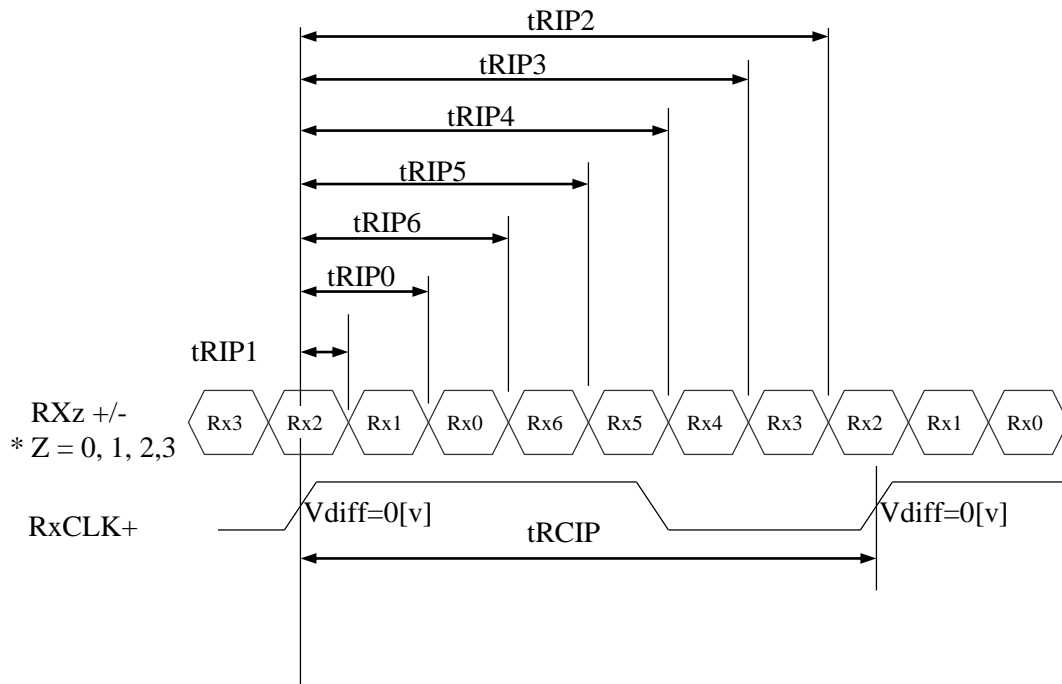 tRIP2
tRIP3
tRIP4
tRIP5
tRIP6
tRIP0
tRIP1
RXz +/-
* Z = 0, 1, 2,3
Rx3 Rx2 Rx1 Rx0 Rx6 Rx5 Rx4 Rx3 Rx2 Rx1 Rx0
RxCLK+
Vdiff=0[v] Vdiff=0[v]
tRCIP